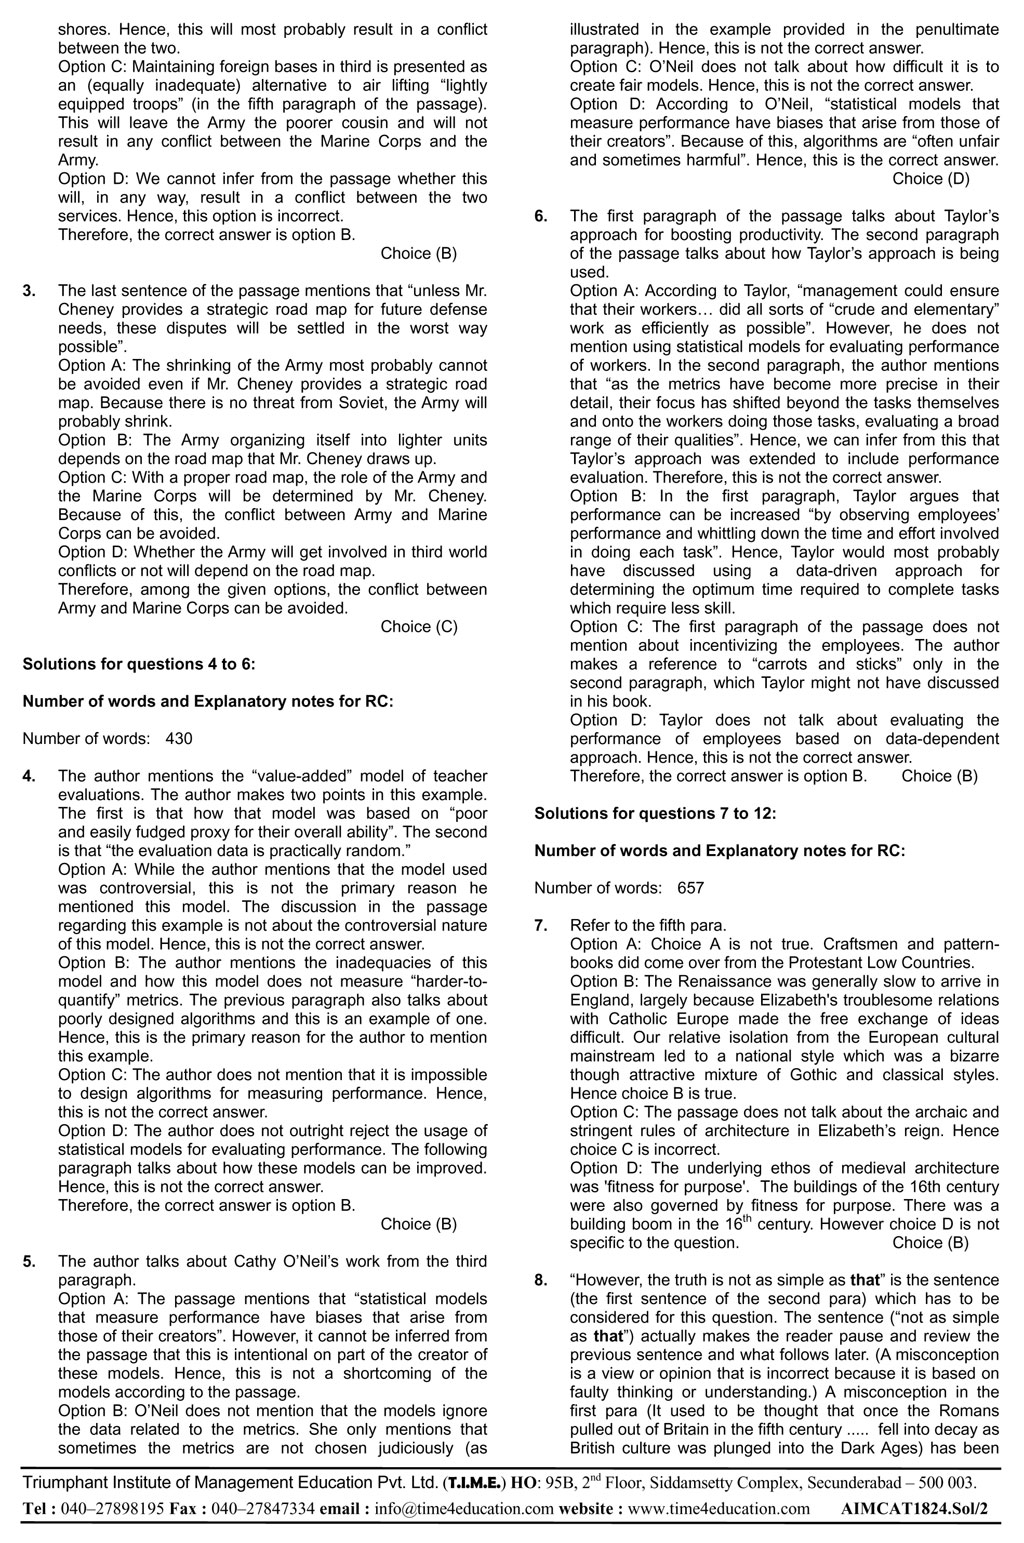 shores. Hence, this will most probably result in a conflict
between the two.
Option C: Maintaining foreign bases in third is presented as
an (equally inadequate) alternative to air lifting “lightly
equipped troops” (in the fifth paragraph of the passage).
This will leave the Army the poorer cousin and will not
result in any conflict between the Marine Corps and the
Army.
Option D: We cannot infer from the passage whether this
will, in any way, result in a conflict between the two
services. Hence, this option is incorrect.
Therefore, the correct answer is option B.
Choice (B)
3. The last sentence of the passage mentions that “unless Mr.
Cheney provides a strategic road map for future defense
needs, these disputes will be settled in the worst way
possible”.
Option A: The shrinking of the Army most probably cannot
be avoided even if Mr. Cheney provides a strategic road
map. Because there is no threat from Soviet, the Army will
probably shrink.
Option B: The Army organizing itself into lighter units
depends on the road map that Mr. Cheney draws up.
Option C: With a proper road map, the role of the Army and
the Marine Corps will be determined by Mr. Cheney.
Because of this, the conflict between Army and Marine
Corps can be avoided.
Option D: Whether the Army will get involved in third world
conflicts or not will depend on the road map.
Therefore, among the given options, the conflict between
Army and Marine Corps can be avoided.
Choice (C)
Solutions for questions 4 to 6:
Number of words and Explanatory notes for RC:
Number of words: 430
4. The author mentions the “value-added” model of teacher
evaluations. The author makes two points in this example.
The first is that how that model was based on “poor
and easily fudged proxy for their overall ability”. The second
is that “the evaluation data is practically random.”
Option A: While the author mentions that the model used
was controversial, this is not the primary reason he
mentioned this model. The discussion in the passage
regarding this example is not about the controversial nature
of this model. Hence, this is not the correct answer.
Option B: The author mentions the inadequacies of this
model and how this model does not measure “harder-to-
quantify” metrics. The previous paragraph also talks about
poorly designed algorithms and this is an example of one.
Hence, this is the primary reason for the author to mention
this example.
Option C: The author does not mention that it is impossible
to design algorithms for measuring performance. Hence,
this is not the correct answer.
Option D: The author does not outright reject the usage of
statistical models for evaluating performance. The following
paragraph talks about how these models can be improved.
Hence, this is not the correct answer.
Therefore, the correct answer is option B.
Choice (B)
5. The author talks about Cathy O’Neil’s work from the third
paragraph.
Option A: The passage mentions that “statistical models
that measure performance have biases that arise from
those of their creators”. However, it cannot be inferred from
the passage that this is intentional on part of the creator of
these models. Hence, this is not a shortcoming of the
models according to the passage.
Option B: O’Neil does not mention that the models ignore
the data related to the metrics. She only mentions that
sometimes the metrics are not chosen judiciously (as
illustrated in the example provided in the penultimate
paragraph). Hence, this is not the correct answer.
Option C: O’Neil does not talk about how difficult it is to
create fair models. Hence, this is not the correct answer.
Option D: According to O’Neil, “statistical models that
measure performance have biases that arise from those of
their creators”. Because of this, algorithms are “often unfair
and sometimes harmful”. Hence, this is the correct answer.
Choice (D)
6. The first paragraph of the passage talks about Taylor’s
approach for boosting productivity. The second paragraph
of the passage talks about how Taylor’s approach is being
used.
Option A: According to Taylor, “management could ensure
that their workers… did all sorts of “crude and elementary”
work as efficiently as possible”. However, he does not
mention using statistical models for evaluating performance
of workers. In the second paragraph, the author mentions
that “as the metrics have become more precise in their
detail, their focus has shifted beyond the tasks themselves
and onto the workers doing those tasks, evaluating a broad
range of their qualities”. Hence, we can infer from this that
Taylor’s approach was extended to include performance
evaluation. Therefore, this is not the correct answer.
Option B: In the first paragraph, Taylor argues that
performance can be increased “by observing employees’
performance and whittling down the time and effort involved
in doing each task”. Hence, Taylor would most probably
have discussed using a data-driven approach for
determining the optimum time required to complete tasks
which require less skill.
Option C: The first paragraph of the passage does not
mention about incentivizing the employees. The author
makes a reference to “carrots and sticks” only in the
second paragraph, which Taylor might not have discussed
in his book.
Option D: Taylor does not talk about evaluating the
performance of employees based on data-dependent
approach. Hence, this is not the correct answer.
Therefore, the correct answer is option B. Choice (B)
Solutions for questions 7 to 12:
Number of words and Explanatory notes for RC:
Number of words: 657
7. Refer to the fifth para.
Option A: Choice A is not true. Craftsmen and pattern-
books did come over from the Protestant Low Countries.
Option B: The Renaissance was generally slow to arrive in
England, largely because Elizabeth's troublesome relations
with Catholic Europe made the free exchange of ideas
difficult. Our relative isolation from the European cultural
mainstream led to a national style which was a bizarre
though attractive mixture of Gothic and classical styles.
Hence choice B is true.
Option C: The passage does not talk about the archaic and
stringent rules of architecture in Elizabeth’s reign. Hence
choice C is incorrect.
Option D: The underlying ethos of medieval architecture
was 'fitness for purpose'. The buildings of the 16th century
were also governed by fitness for purpose. There was a
building boom in the 16th century. However choice D is not
specific to the question. Choice (B)
8. “However, the truth is not as simple as that” is the sentence
(the first sentence of the second para) which has to be
considered for this question. The sentence (“not as simple
as that”) actually makes the reader pause and review the
previous sentence and what follows later. (A misconception
is a view or opinion that is incorrect because it is based on
faulty thinking or understanding.) A misconception in the
first para (It used to be thought that once the Romans
pulled out of Britain in the fifth century ..... fell into decay as
British culture was plunged into the Dark Ages) has been
Triumphant Institute of Management Education Pvt. Ltd. (T.I.M.E.) HO: 95B, 2nd Floor, Siddamsetty Complex, Secunderabad – 500 003.
Tel : 040–27898195 Fax : 040–27847334 email : info@time4education.com website : www.time4education.com AIMCAT1824.Sol/2